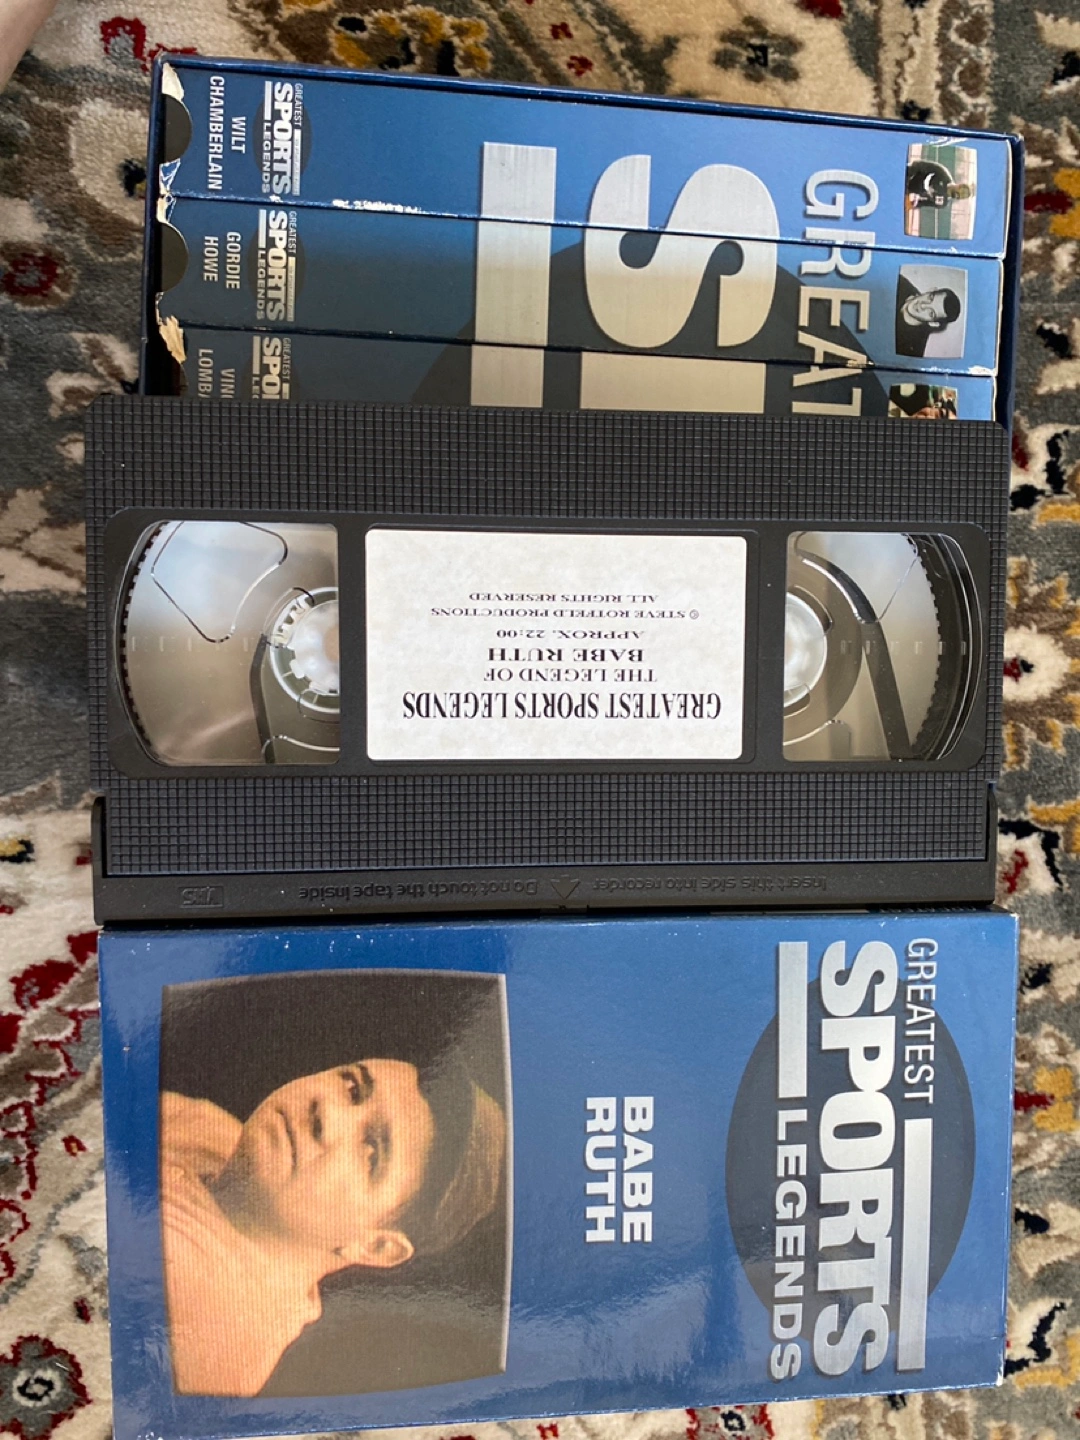 WILT
CHAMBERLAIN
GREATEST
SPORTS
LEGENDS
GORDIE
HOWE
GREATEST
SPORTS
LEGENDS
GREATEST
GREAT
GREATEST SPORTS LEGENDS
THE LEGEND OF
BABE RUTH
APPROX. 22:00
© STEVE ROTFELD PRODUCTIONS
ALL RIGHTS RESERVED
Insert this side into recorder
Do not touch the tape inside
VHS
GREATEST
SPORTS
LEGENDS
BABE
RUTH